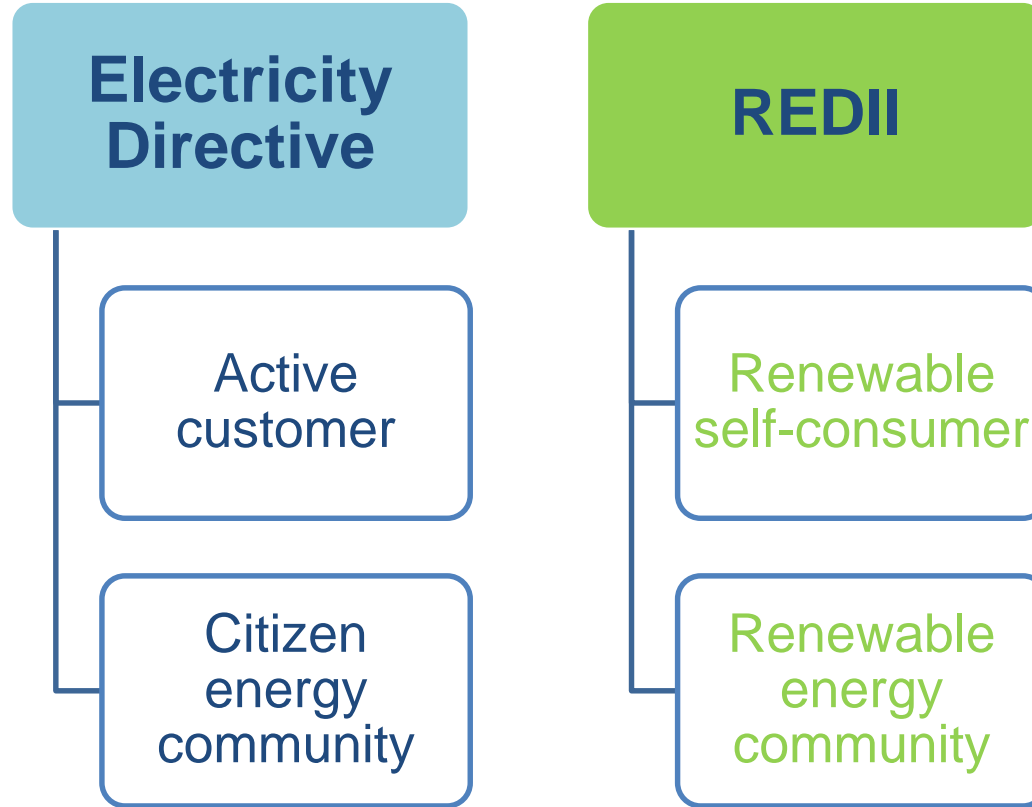 Electricity
Directive
Active
customer
Citizen
energy
community
REDII
Renewable
self-consumer
Renewable
energy
community